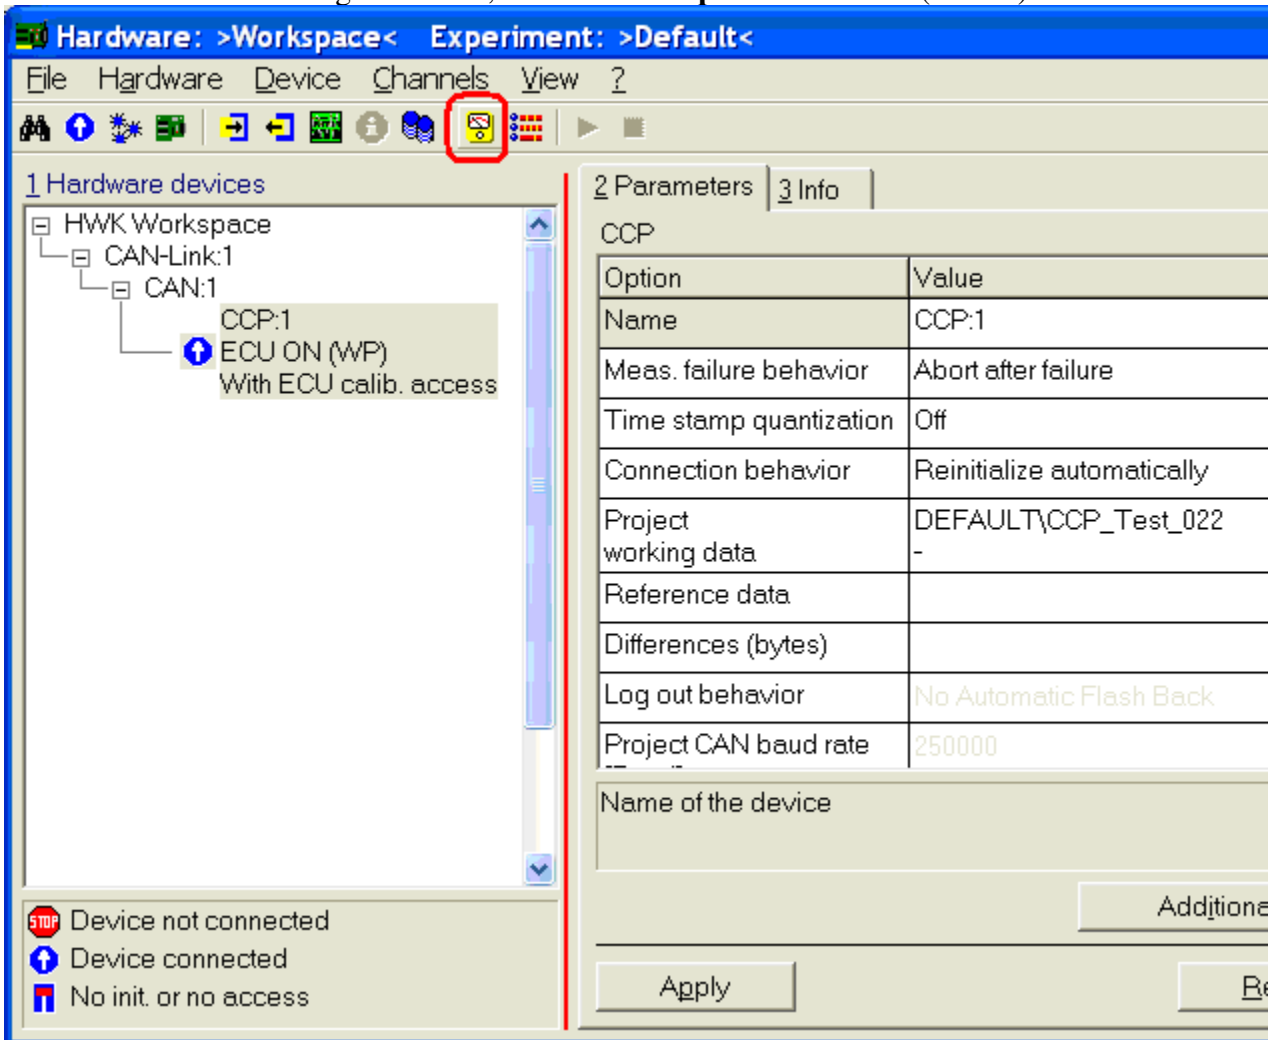 Hardware: >Workspace<   Experiment: >Default<
File Hardware Device Channels View ?
1 Hardware devices
HWK Workspace
CAN-Link:1
CAN:1
CCP:1
ECU ON (WP)
With ECU calib. access
STOP Device not connected
Device connected
No init. or no access
2 Parameters 3 Info
CCP
Option Value
Name CCP:1
Meas. failure behavior Abort after failure
Time stamp quantization Off
Connection behavior Reinitialize automatically
Project DEFAULT\CCP_Test_022
working data -
Reference data
Differences (bytes)
Log out behavior No Automatic Flash Back
Project CAN baud rate 250000
Name of the device
Additiona
Apply Re